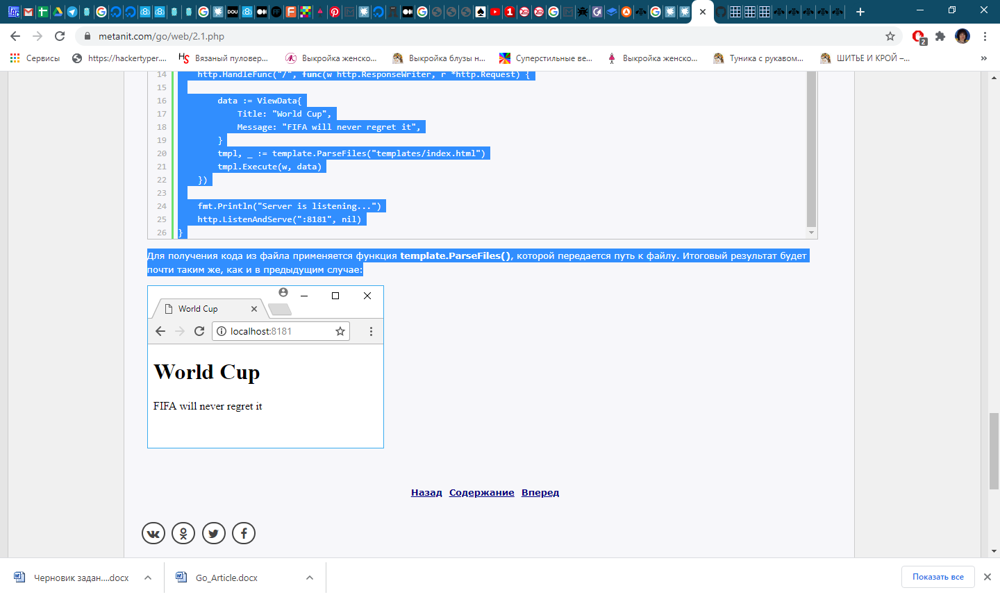 DOU
FF
metanit.com/go/web/2.1.php
2
Сервисы
https://hackertyper....
Вязаный пуловер...
Выкройка женско...
Выкройка блузы н...
Суперстильные ве...
Выкройка женско...
Туника с рукавом...
ШИТЬЕ И КРОЙ –...
»
14 http.HandleFunc("/", func(w http.ResponseWriter, r *http.Request) {
15
16 data := ViewData{
17 Title: "World Cup",
18 Message: "FIFA will never regret it",
19 }
20 tmpl, _ := template.ParseFiles("templates/index.html")
21 tmpl.Execute(w, data)
22 })
23
24 fmt.Println("Server is listening...")
25 http.ListenAndServe(":8181", nil)
26 }
Для получения кода из файла применяется функция template.ParseFiles(), которой передается путь к файлу. Итоговый результат будет
почти таким же, как и в предыдущим случае:
World Cup
localhost:8181
World Cup
FIFA will never regret it
Назад Содержание Вперед
Черновик задан....docx
Go_Article.docx
Показать все